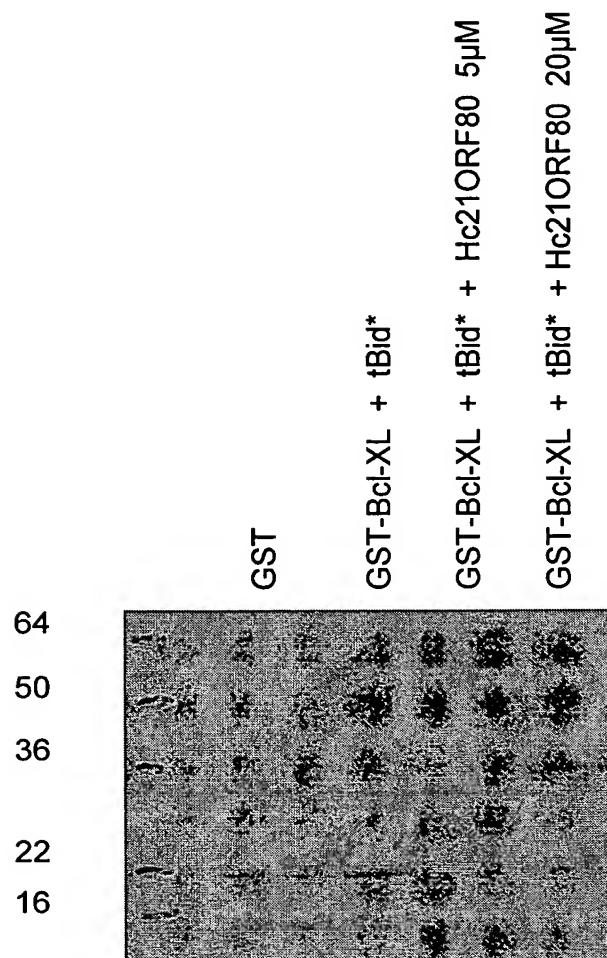 GST
GST-Bcl-XL + tBid*
GST-Bcl-XL + tBid* + Hc21ORF80 5µM
GST-Bcl-XL + tBid* + Hc21ORF80 20µM
64
50
36
22
16